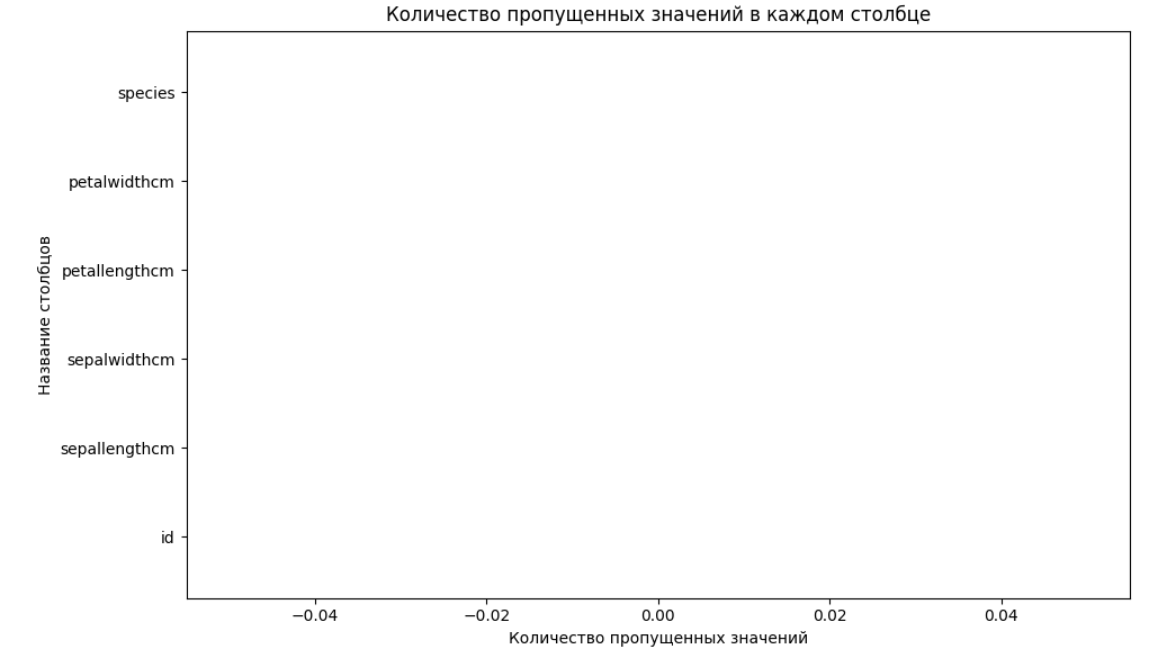 Количество пропущенных значений в каждом столбце
species
petalwidthcm
petallengthcm
sepalwidthcm
sepallengthcm
id
Название столбцов
−0.04
−0.02
0.00
0.02
0.04
Количество пропущенных значений